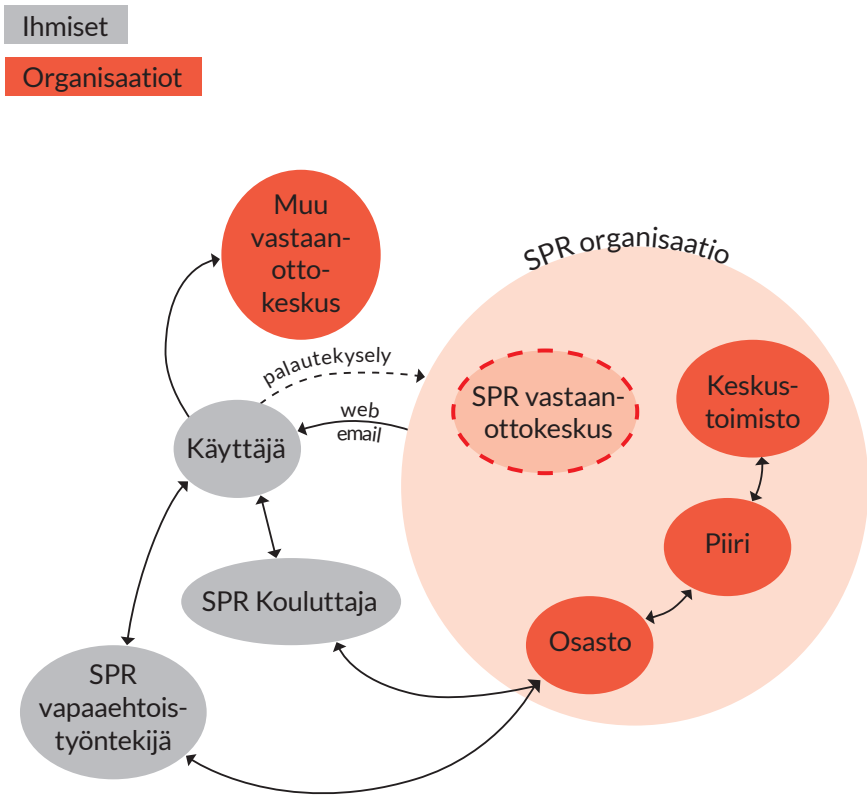 Ihmiset
Organisaatiot
Muu
vastaan-
otto-
keskus
SPR organisaatio
palautekysely
SPR vastaan-
ottokeskus
Keskus-
toimisto
web
email
Käyttäjä
Piiri
SPR Kouluttaja
Osasto
SPR
vapaaehtois-
työntekijä